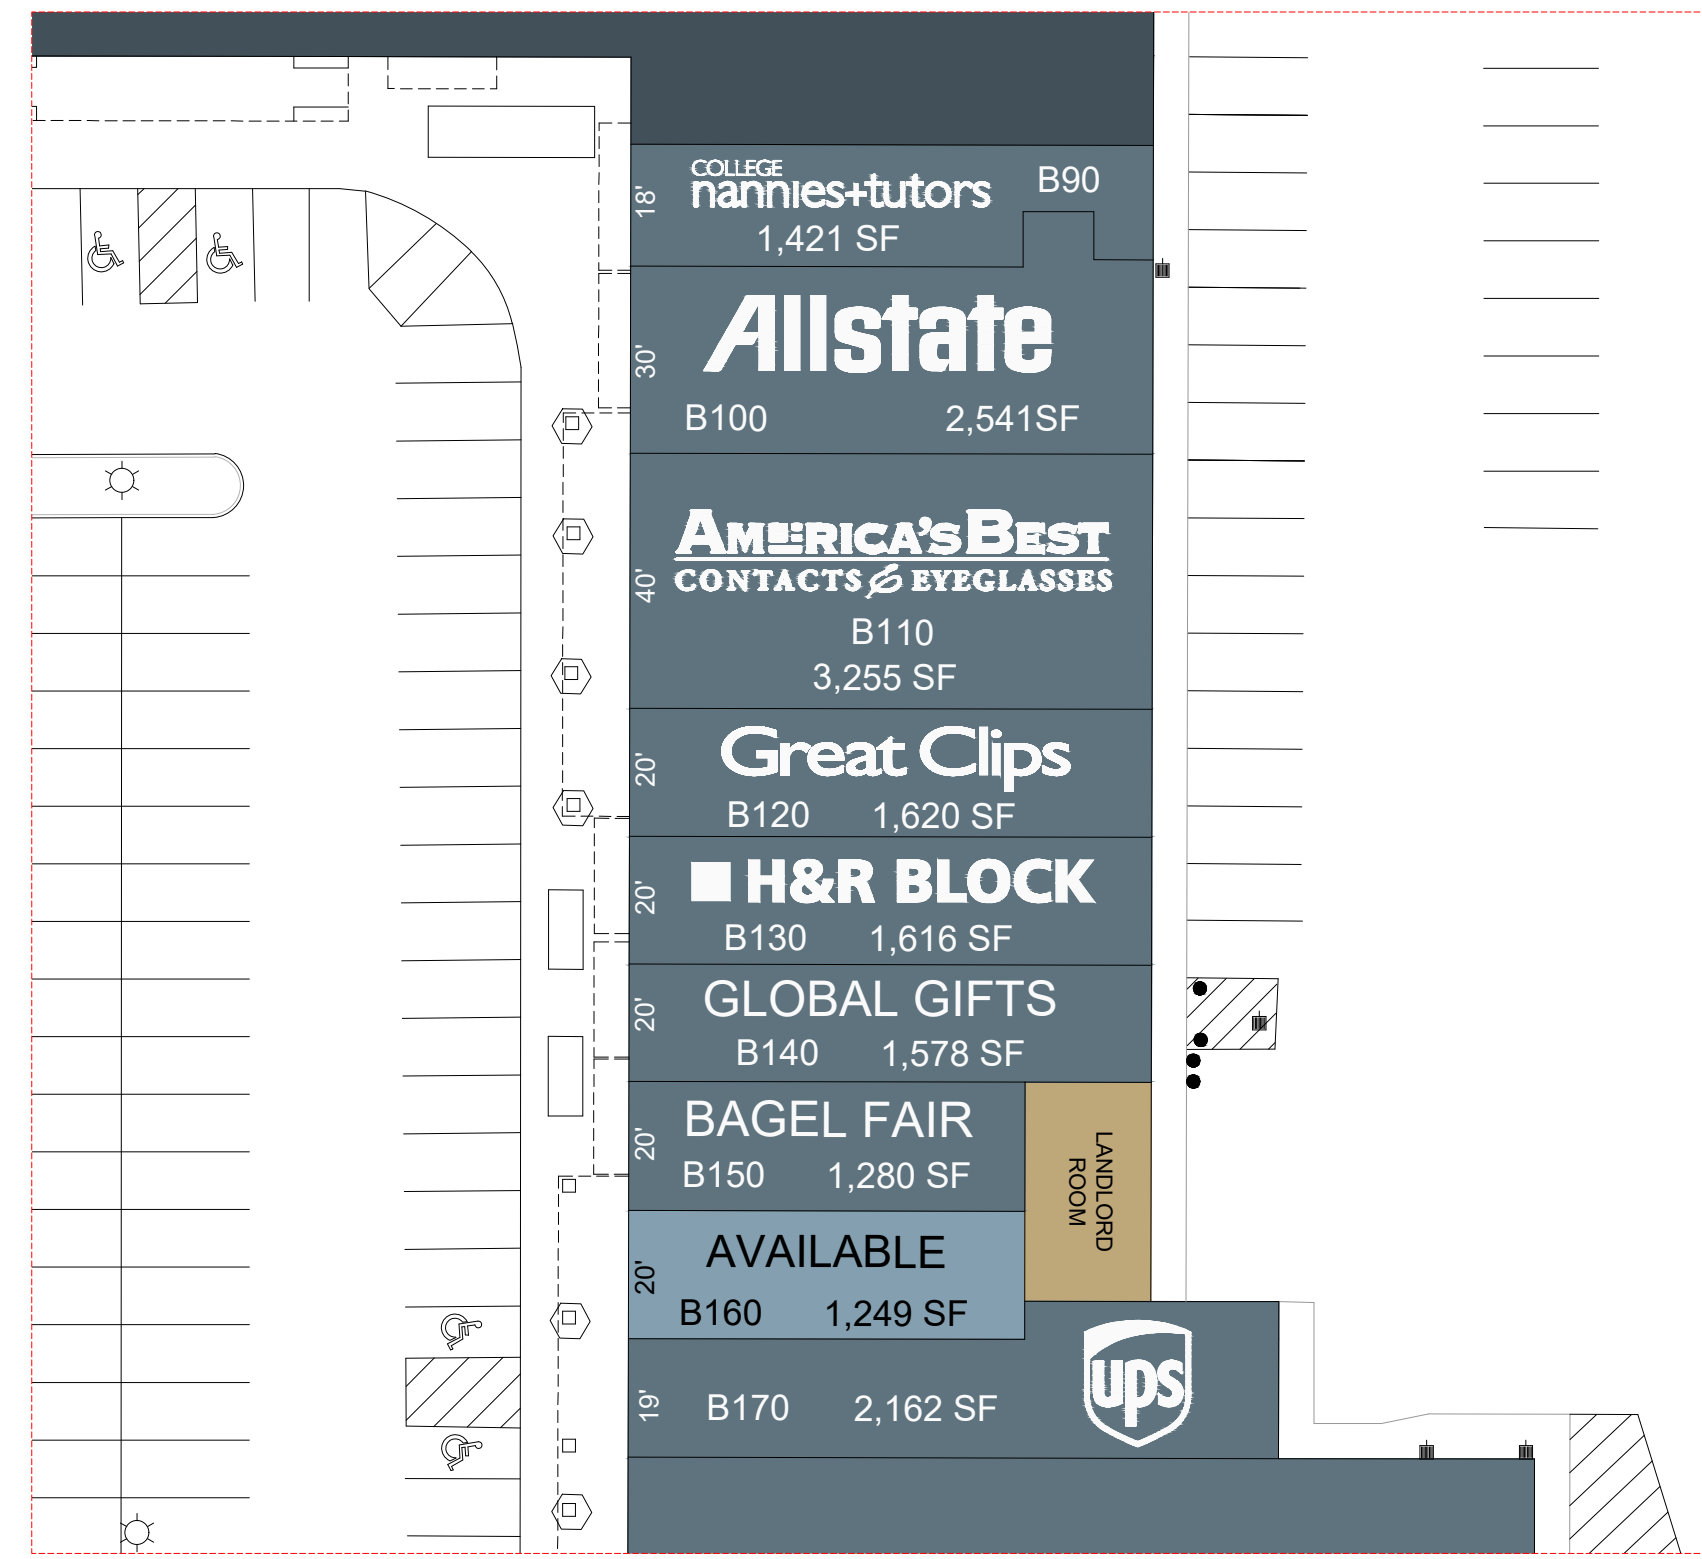 COLLEGE
nannies+tutors
B90
18'
1,421 SF
Allstate
30'
B100 2,541SF
AMERICA'S BEST
CONTACTS & EYEGLASSES
40'
B110
3,255 SF
Great Clips
20'
B120 1,620 SF
H&R BLOCK
20'
B130 1,616 SF
GLOBAL GIFTS
20'
B140 1,578 SF
BAGEL FAIR
20'
B150 1,280 SF
LANDLORD
ROOM
AVAILABLE
20'
B160 1,249 SF
ups
19'
B170 2,162 SF